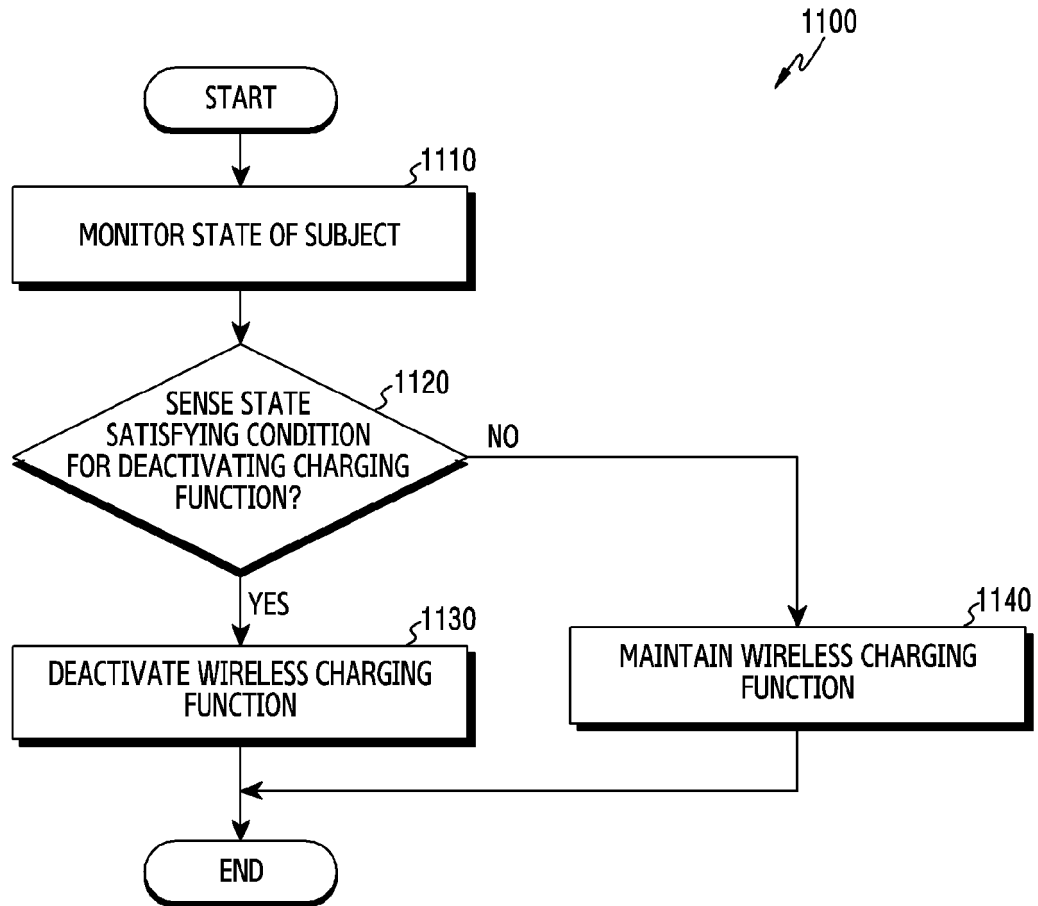 1100
START
1110
MONITOR STATE OF SUBJECT
1120
SENSE STATE
SATISFYING CONDITION
FOR DEACTIVATING CHARGING
FUNCTION?
NO
YES
1130
DEACTIVATE WIRELESS CHARGING
FUNCTION
1140
MAINTAIN WIRELESS CHARGING
FUNCTION
END